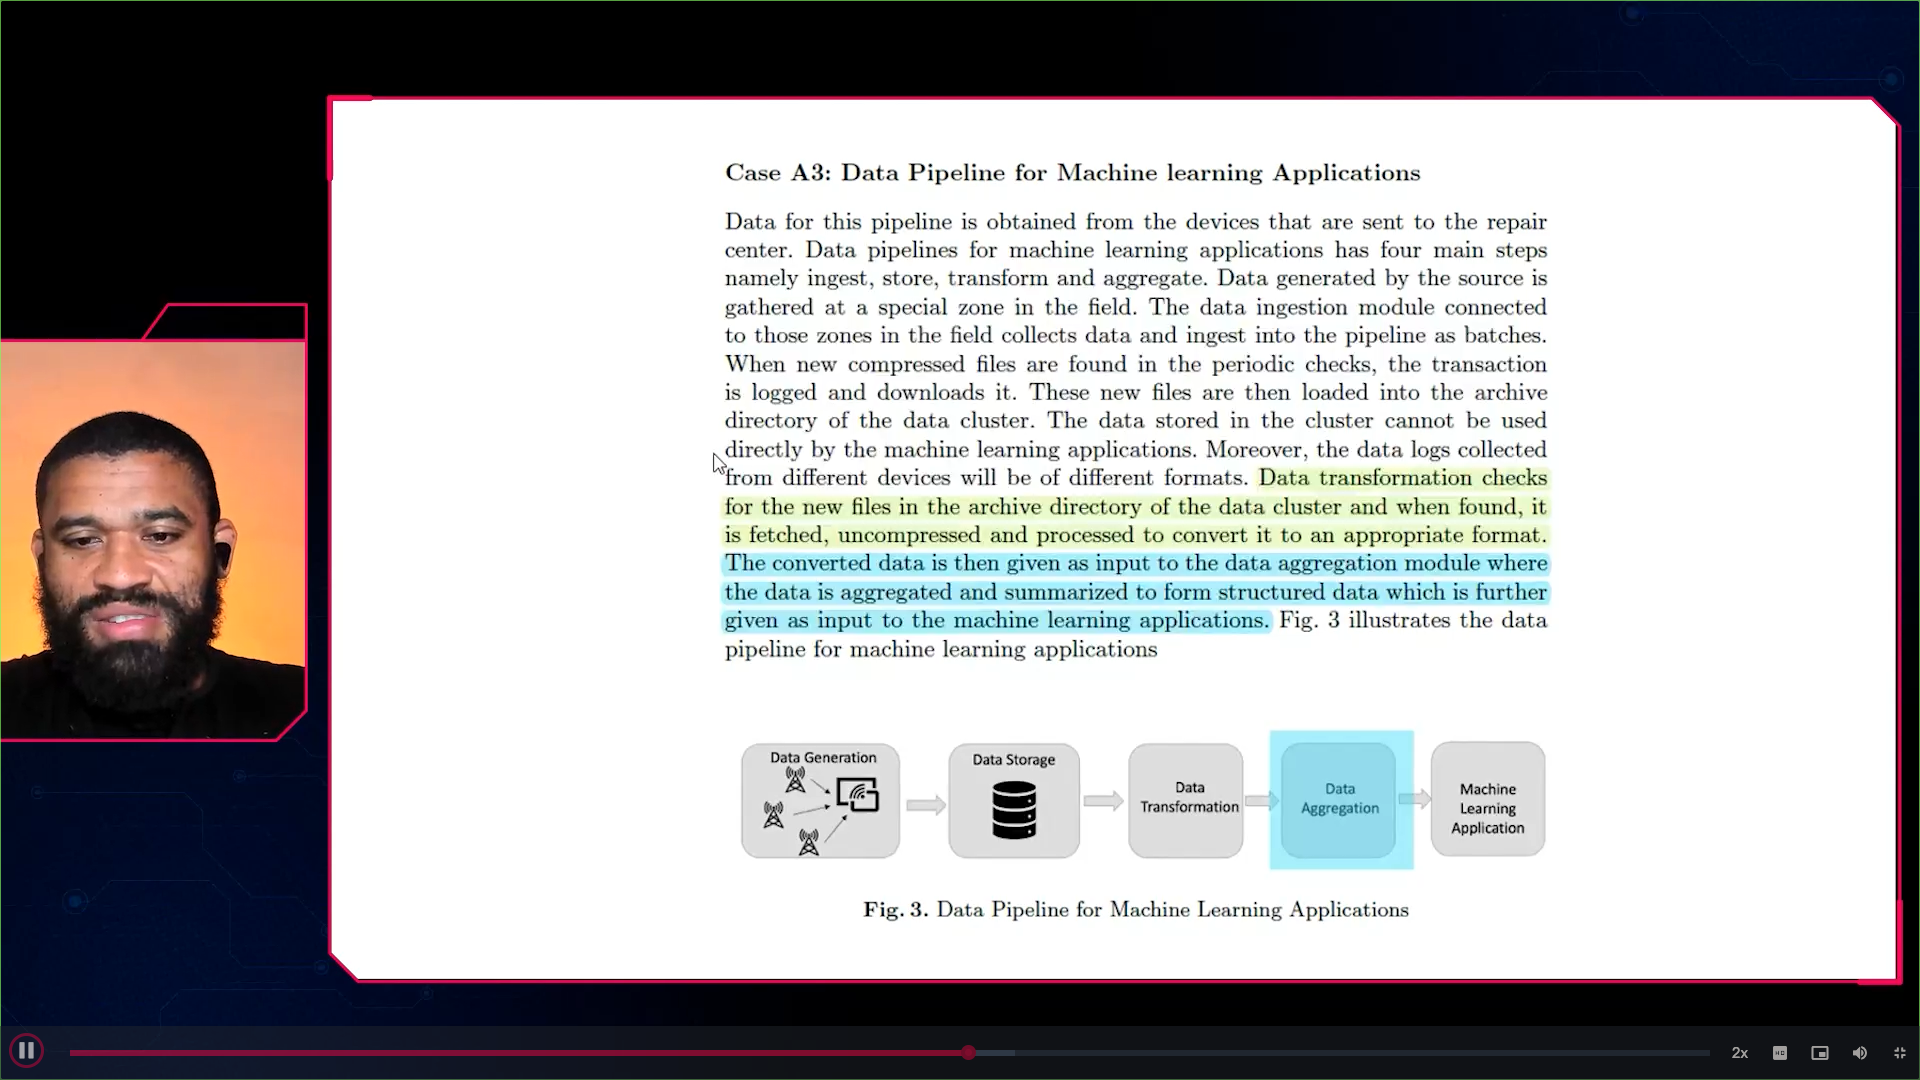 Case A3: Data Pipeline for Machine learning Applications
Data for this pipeline is obtained from the devices that are sent to the repair
center. Data pipelines for machine learning applications has four main steps
namely ingest, store, transform and aggregate. Data generated by the source is
gathered at a special zone in the field. The data ingestion module connected
to those zones in the field collects data and ingest into the pipeline as batches.
When new compressed files are found in the periodic checks, the transaction
is logged and downloads it. These new files are then loaded into the archive
directory of the data cluster. The data stored in the cluster cannot be used
directly by the machine learning applications. Moreover, the data logs collected
from different devices will be of different formats. Data transformation checks
for the new files in the archive directory of the data cluster and when found, it
is fetched, uncompressed and processed to convert it to an appropriate format.
The converted data is then given as input to the data aggregation module where
the data is aggregated and summarized to form structured data which is further
given as input to the machine learning applications. Fig. 3 illustrates the data
pipeline for machine learning applications
Data Generation
Data Storage
Data
Transformation
Data
Aggregation
Machine
Learning
Application
Fig. 3. Data Pipeline for Machine Learning Applications
2x